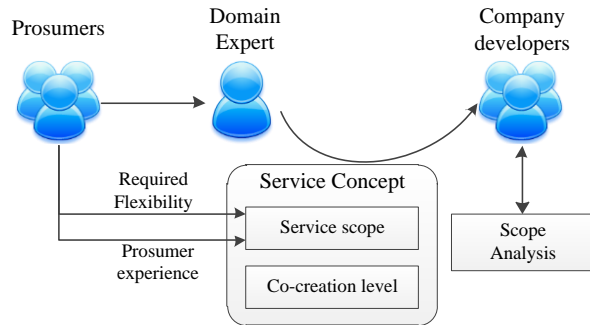 Prosumers
Domain
Expert
Company
developers
Required
Flexibility
Prosumer
experience
Service Concept
Service scope
Co-creation level
Scope
Analysis